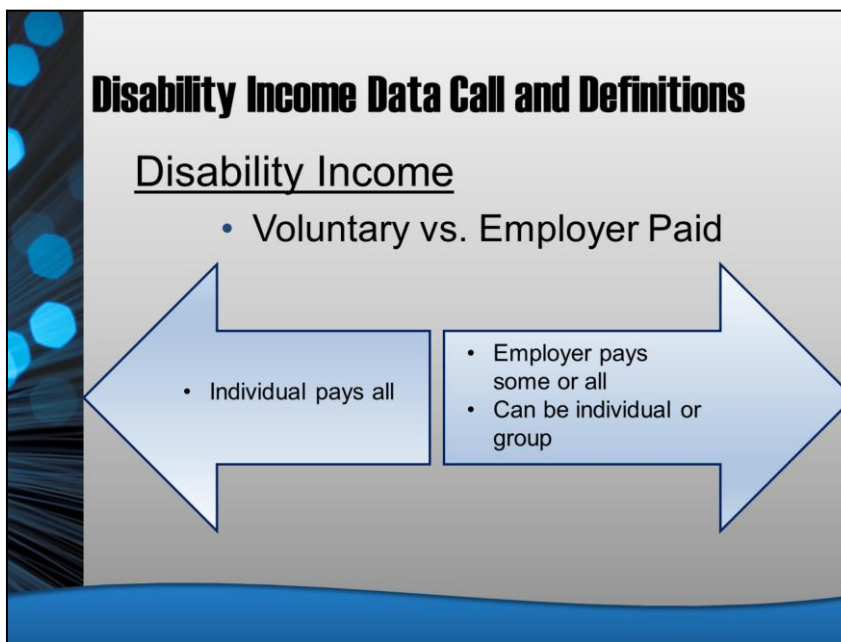 Disability Income Data Call and Definitions
Disability Income
• Voluntary vs. Employer Paid
• Individual pays all
• Employer pays
some or all
• Can be individual or
group